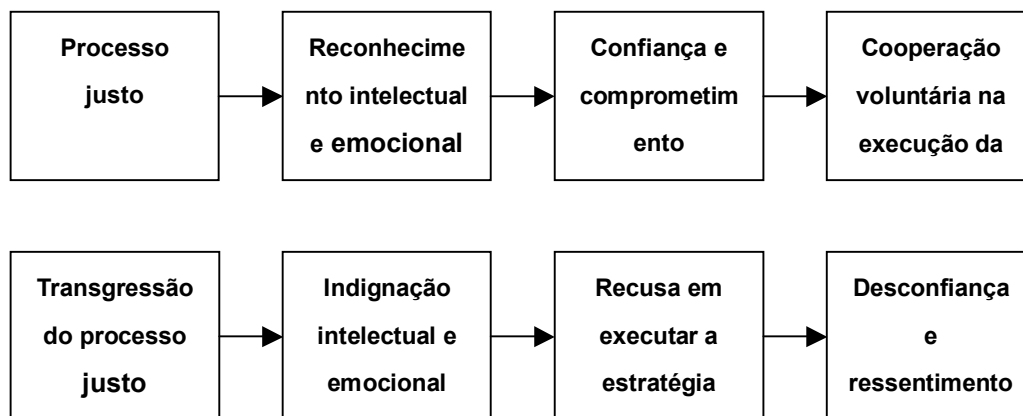 Processo
justo
Reconhecime
nto intelectual
e emocional
Confiança e
comprometim
ento
Cooperação
voluntária na
execução da
Transgressão
do processo
justo
Indignação
intelectual e
emocional
Recusa em
executar a
estratégia
Desconfiança
e
ressentimento